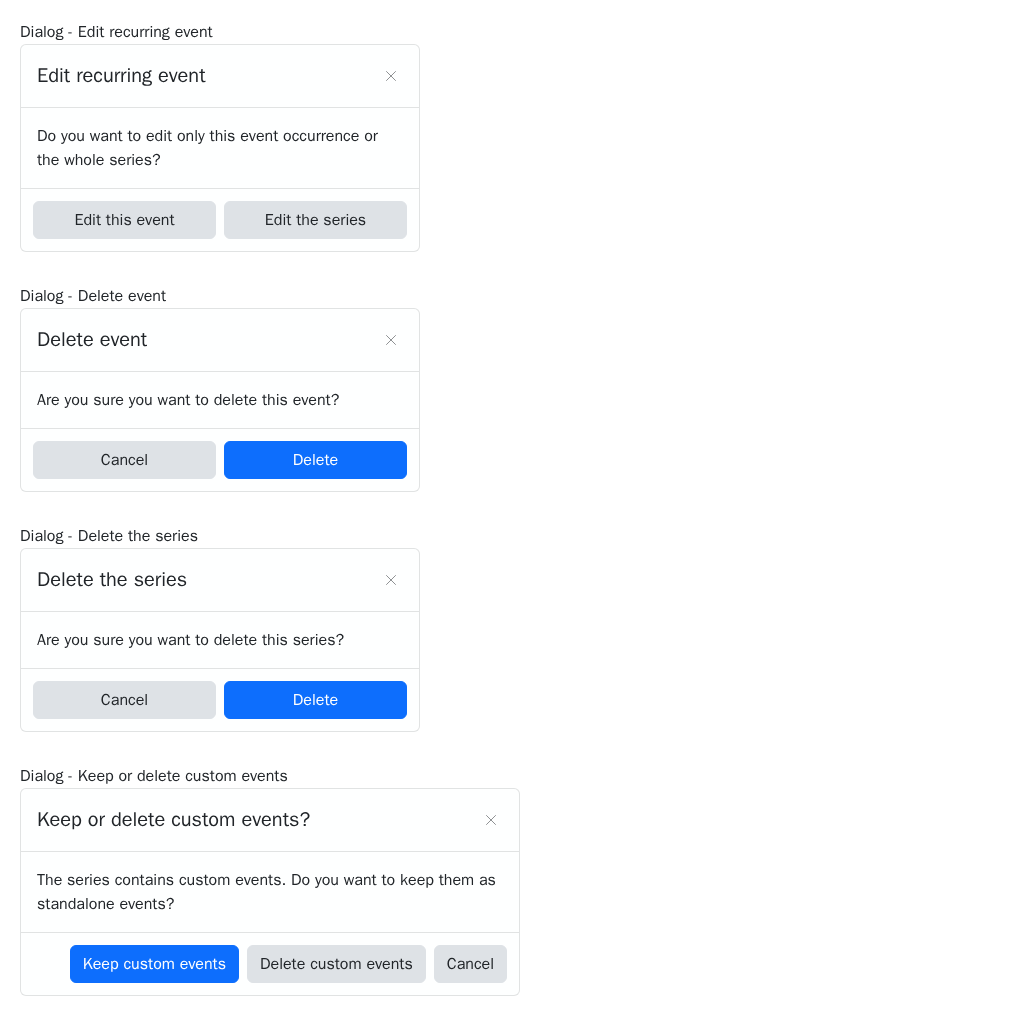 Dialog - Edit recurring event
Edit recurring event
Do you want to edit only this event occurrence or
the whole series?
Edit this event
Edit the series
Dialog - Delete event
Delete event
Are you sure you want to delete this event?
Cancel
Delete
Dialog - Delete the series
Delete the series
Are you sure you want to delete this series?
Cancel
Delete
Dialog - Keep or delete custom events
Keep or delete custom events?
The series contains custom events. Do you want to keep them as
standalone events?
Keep custom events
Delete custom events
Cancel